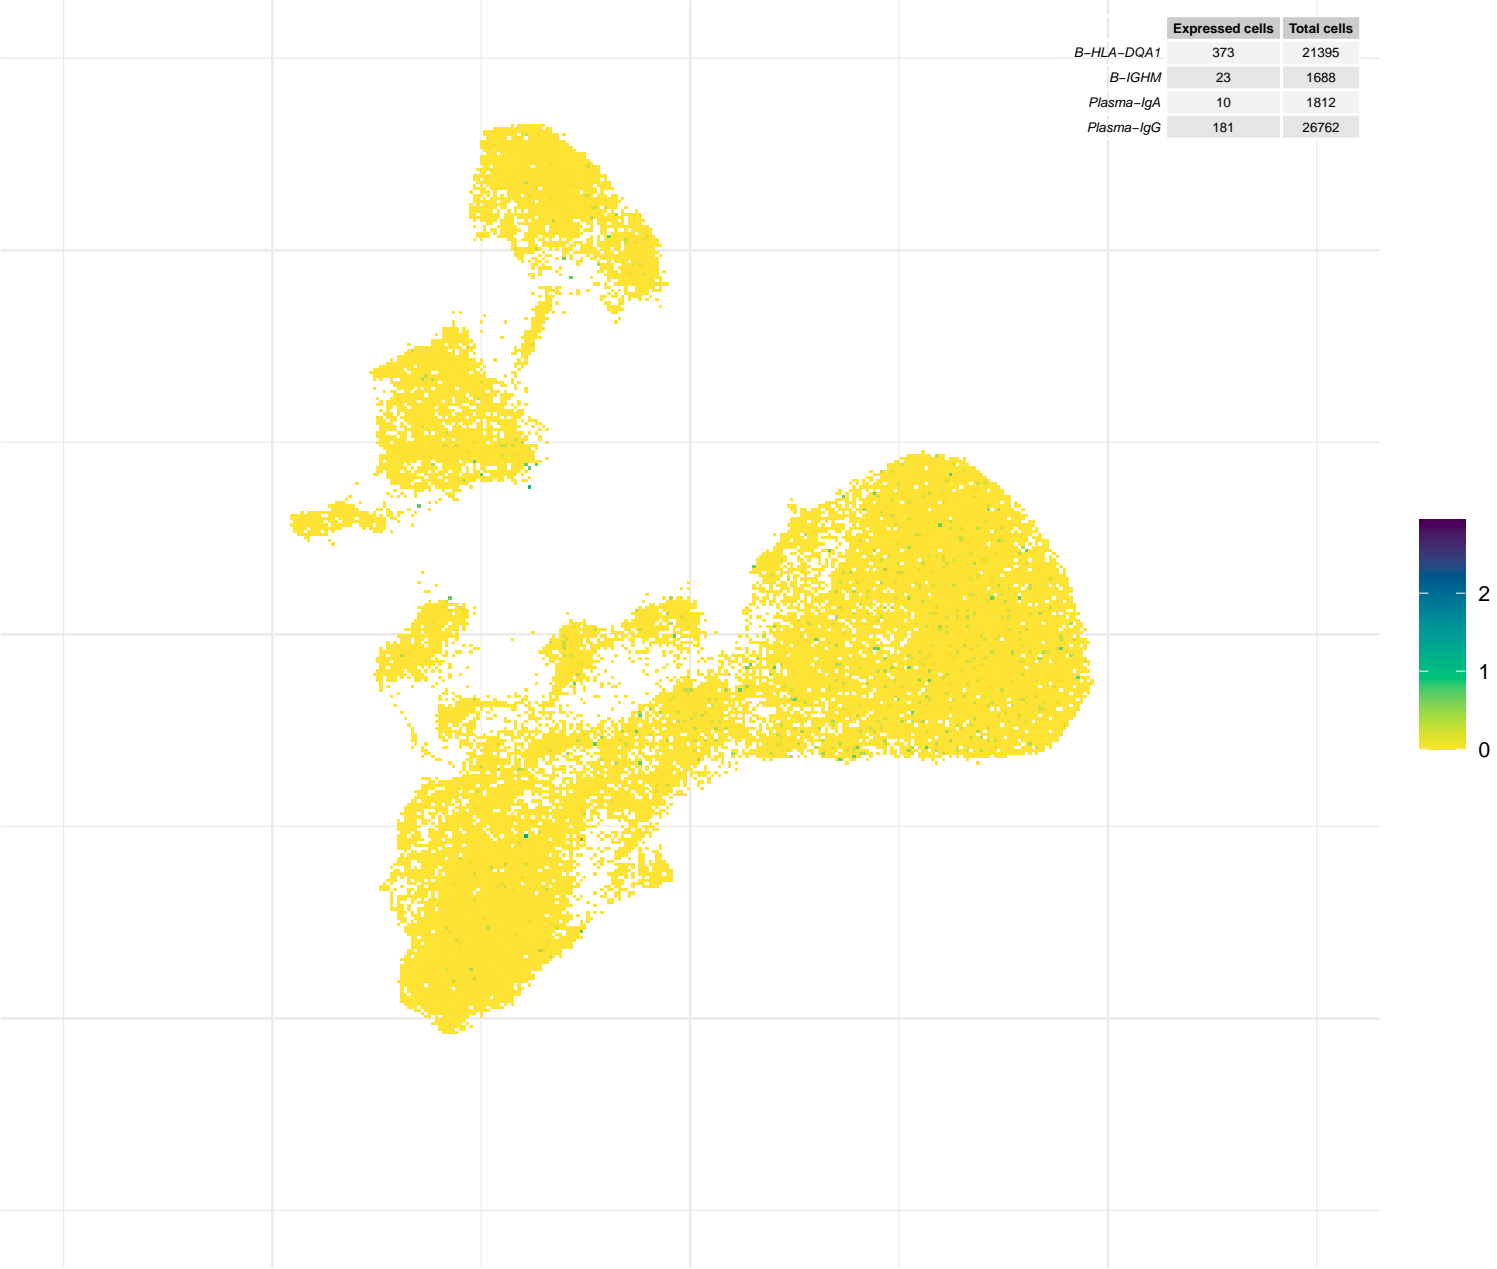 Expressed cells Total cells
B−HLA−DQA1 373 21395
B−IGHM 23 1688
Plasma−IgA 10 1812
Plasma−IgG 181 26762
2
1
0